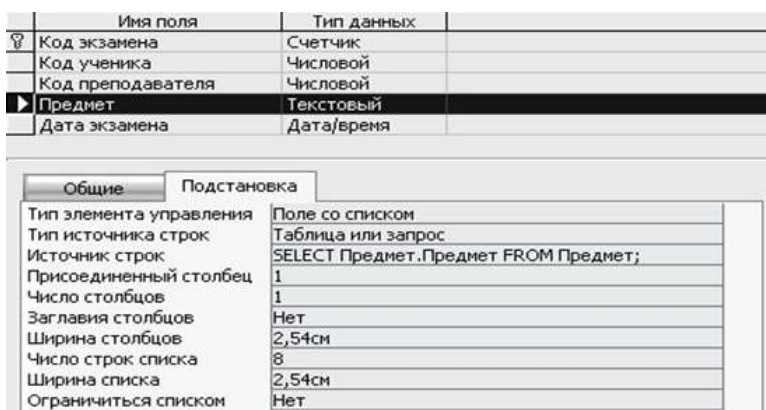 Имя поля Тип данных
Код экзамена Счетчик
Код ученика Числовой
Код преподавателя Числовой
Предмет Текстовый
Дата экзамена Дата/время
Общие Подстановка
Тип элемента управления Поле со списком
Тип источника строк Таблица или запрос
Источник строк SELECT Предмет.Предмет FROM Предмет;
Присоединенный столбец 1
Число столбцов 1
Заглавия столбцов Нет
Ширина столбцов 2,54см
Число строк списка 8
Ширина списка 2,54см
Ограничиться списком Нет